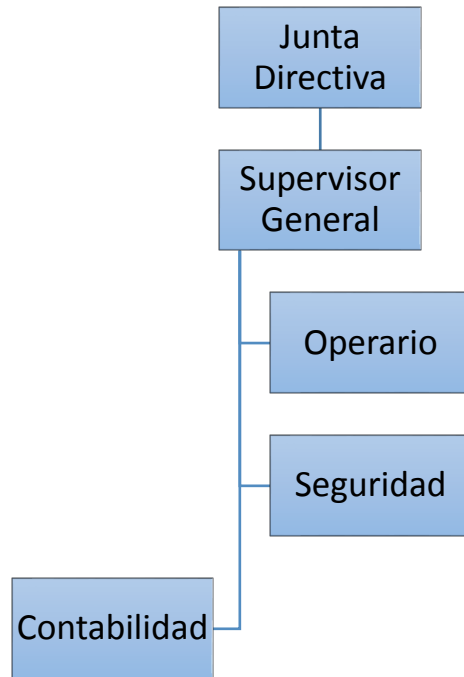 Junta
Directiva
Supervisor
General
Operario
Seguridad
Contabilidad